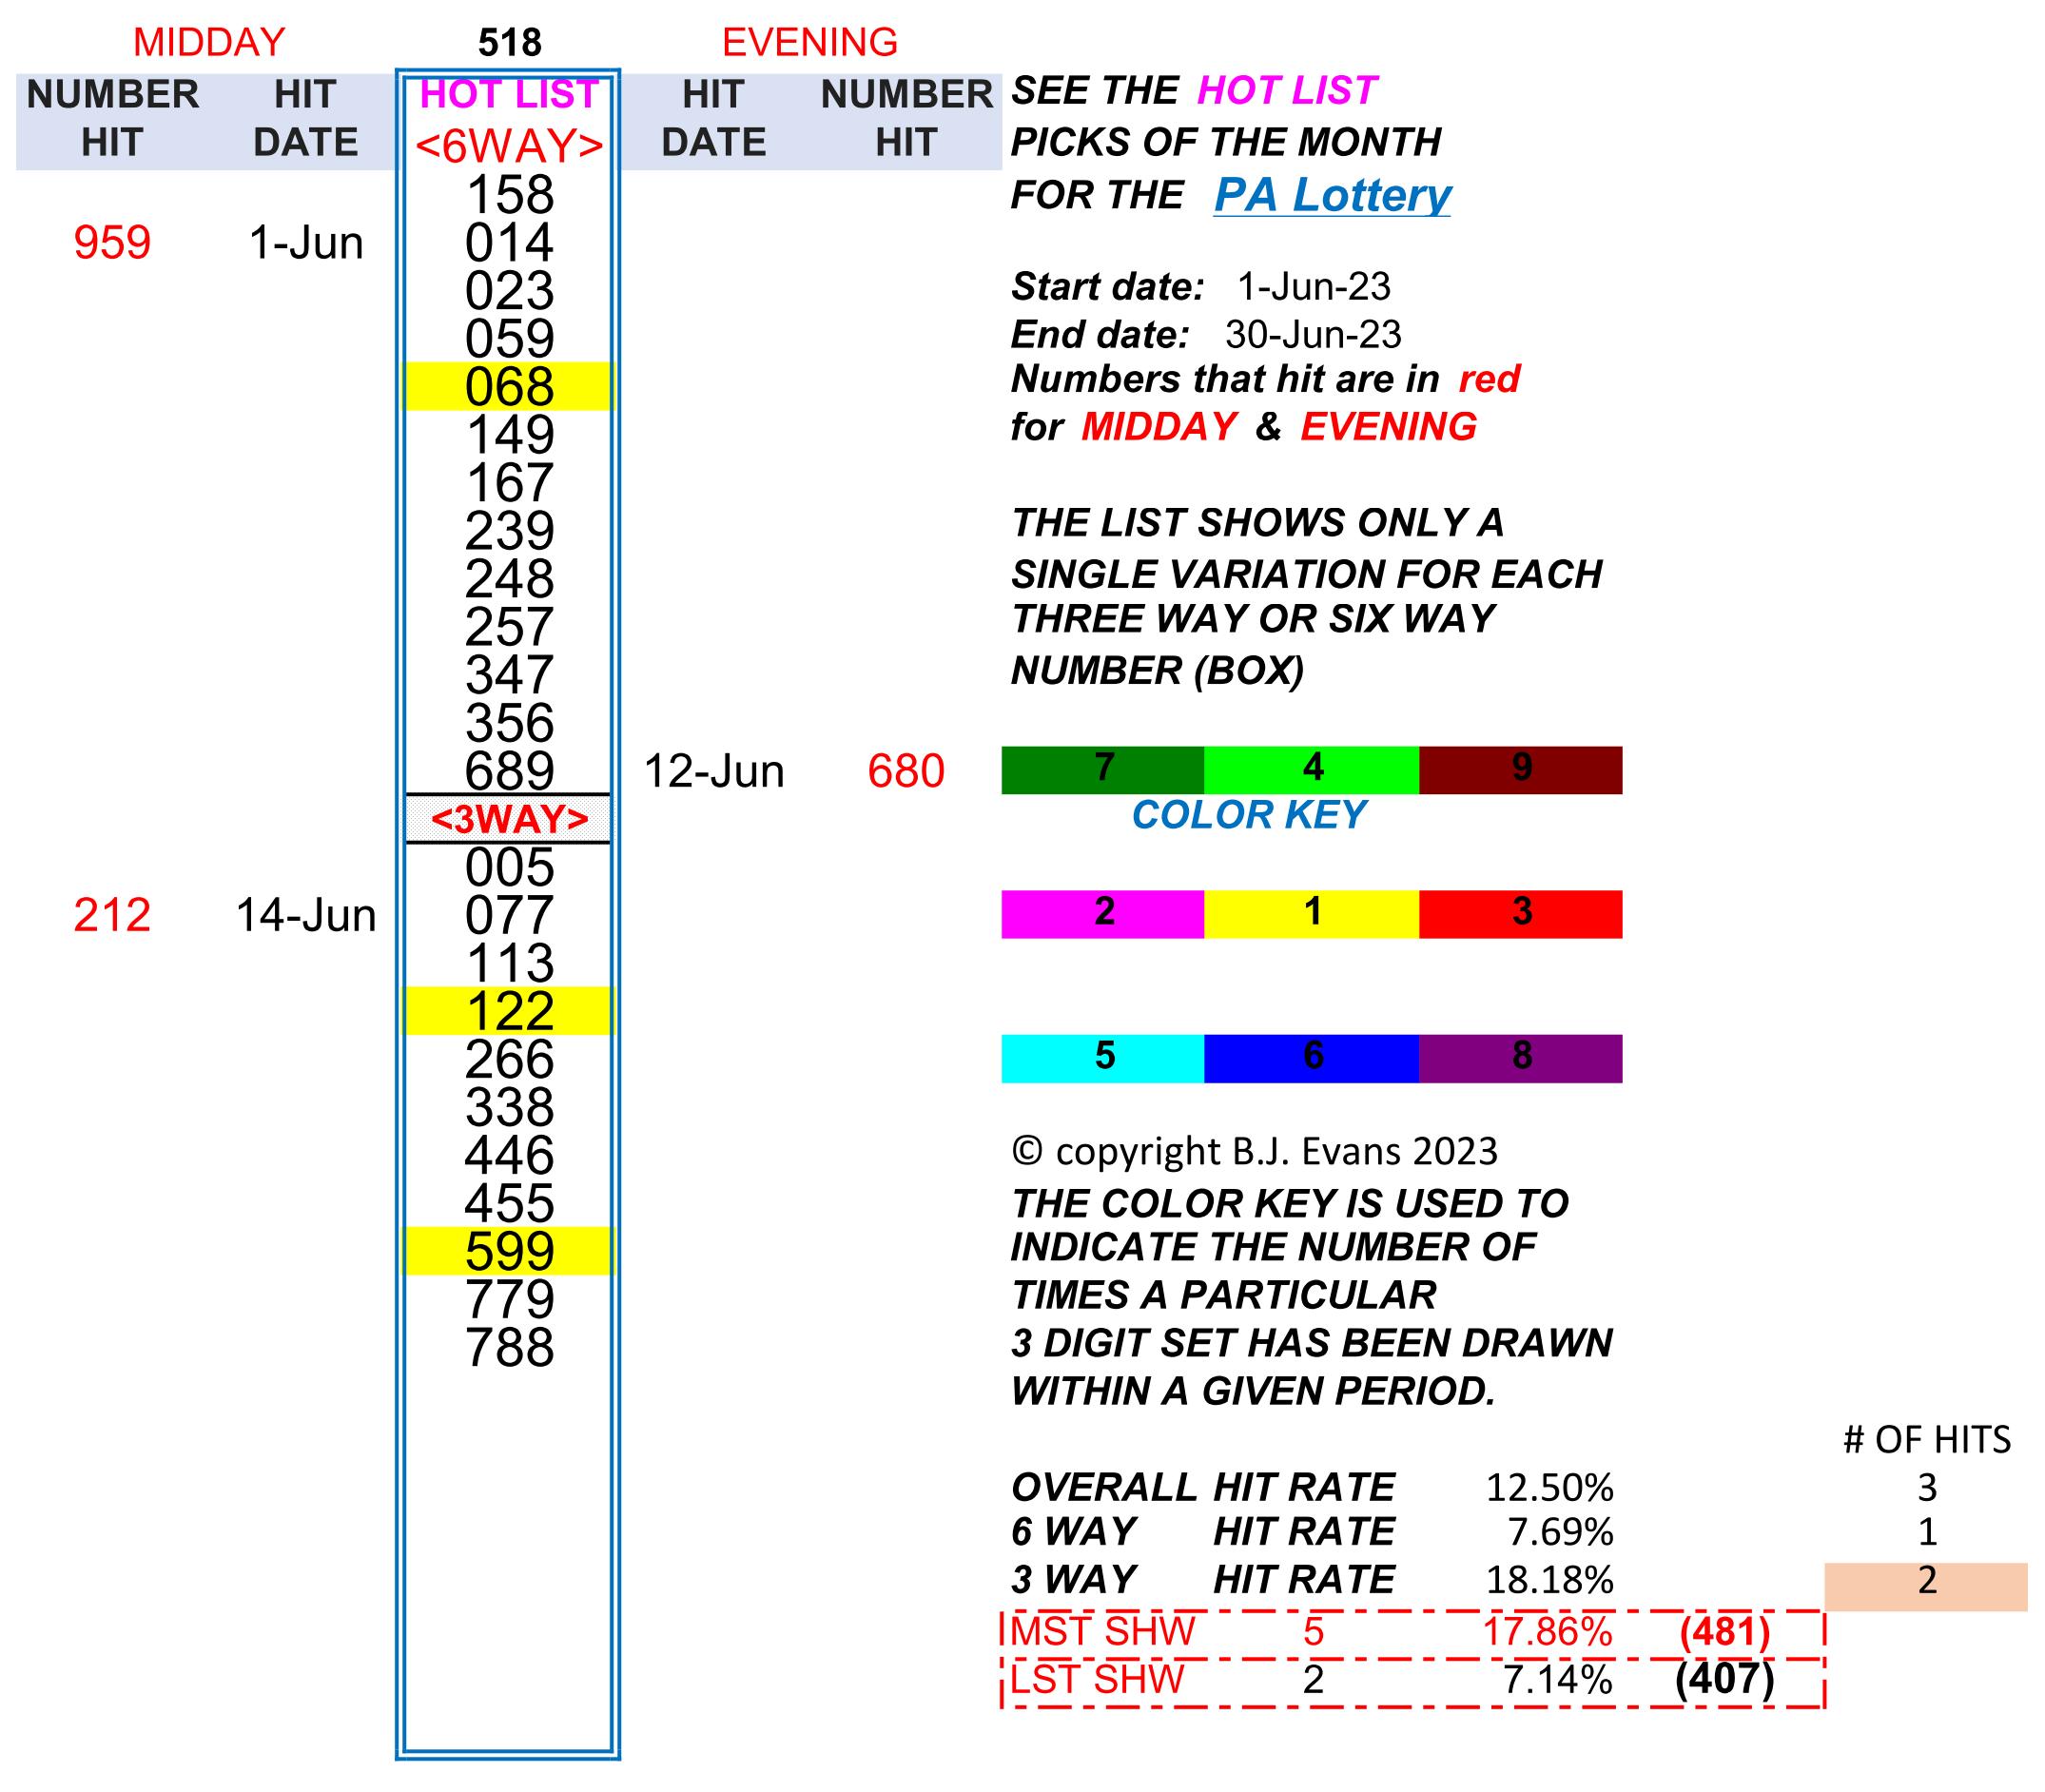 MIDDAY 518 EVENING
NUMBER HIT HOT LIST HIT NUMBER
HIT DATE <6WAY> DATE HIT
158
959 1-Jun 014
023
059
068
149
167
239
248
257
347
356
689 12-Jun 680
<3WAY>
005
212 14-Jun 077
113
122
266
338
446
455
599
779
788
SEE THE HOT LIST
PICKS OF THE MONTH
FOR THE PA Lottery
Start date: 1-Jun-23
End date: 30-Jun-23
Numbers that hit are in red
for MIDDAY & EVENING
THE LIST SHOWS ONLY A
SINGLE VARIATION FOR EACH
THREE WAY OR SIX WAY
NUMBER (BOX)
7 4 9
COLOR KEY
2 1 3
5 6 8
© copyright B.J. Evans 2023
THE COLOR KEY IS USED TO
INDICATE THE NUMBER OF
TIMES A PARTICULAR
3 DIGIT SET HAS BEEN DRAWN
WITHIN A GIVEN PERIOD.
# OF HITS
OVERALL HIT RATE 12.50% 3
6 WAY HIT RATE 7.69% 1
3 WAY HIT RATE 18.18% 2
MST SHW 5 17.86% (481)
LST SHW 2 7.14% (407)